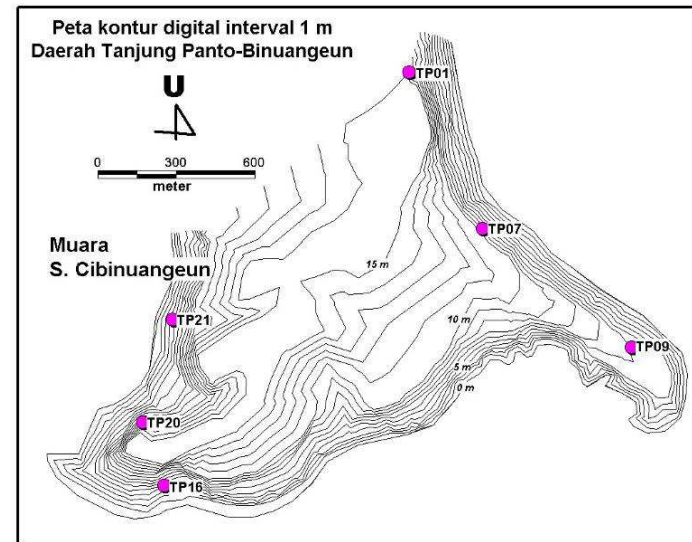 Peta kontur digital interval 1 m
Daerah Tanjung Panto-Binuangeun
U
0 300 600
meter
TP01
Muara
S. Cibinuangeun
TP07
15 m
TP21
10 m
TP09
5 m
0 m
TP20
TP16